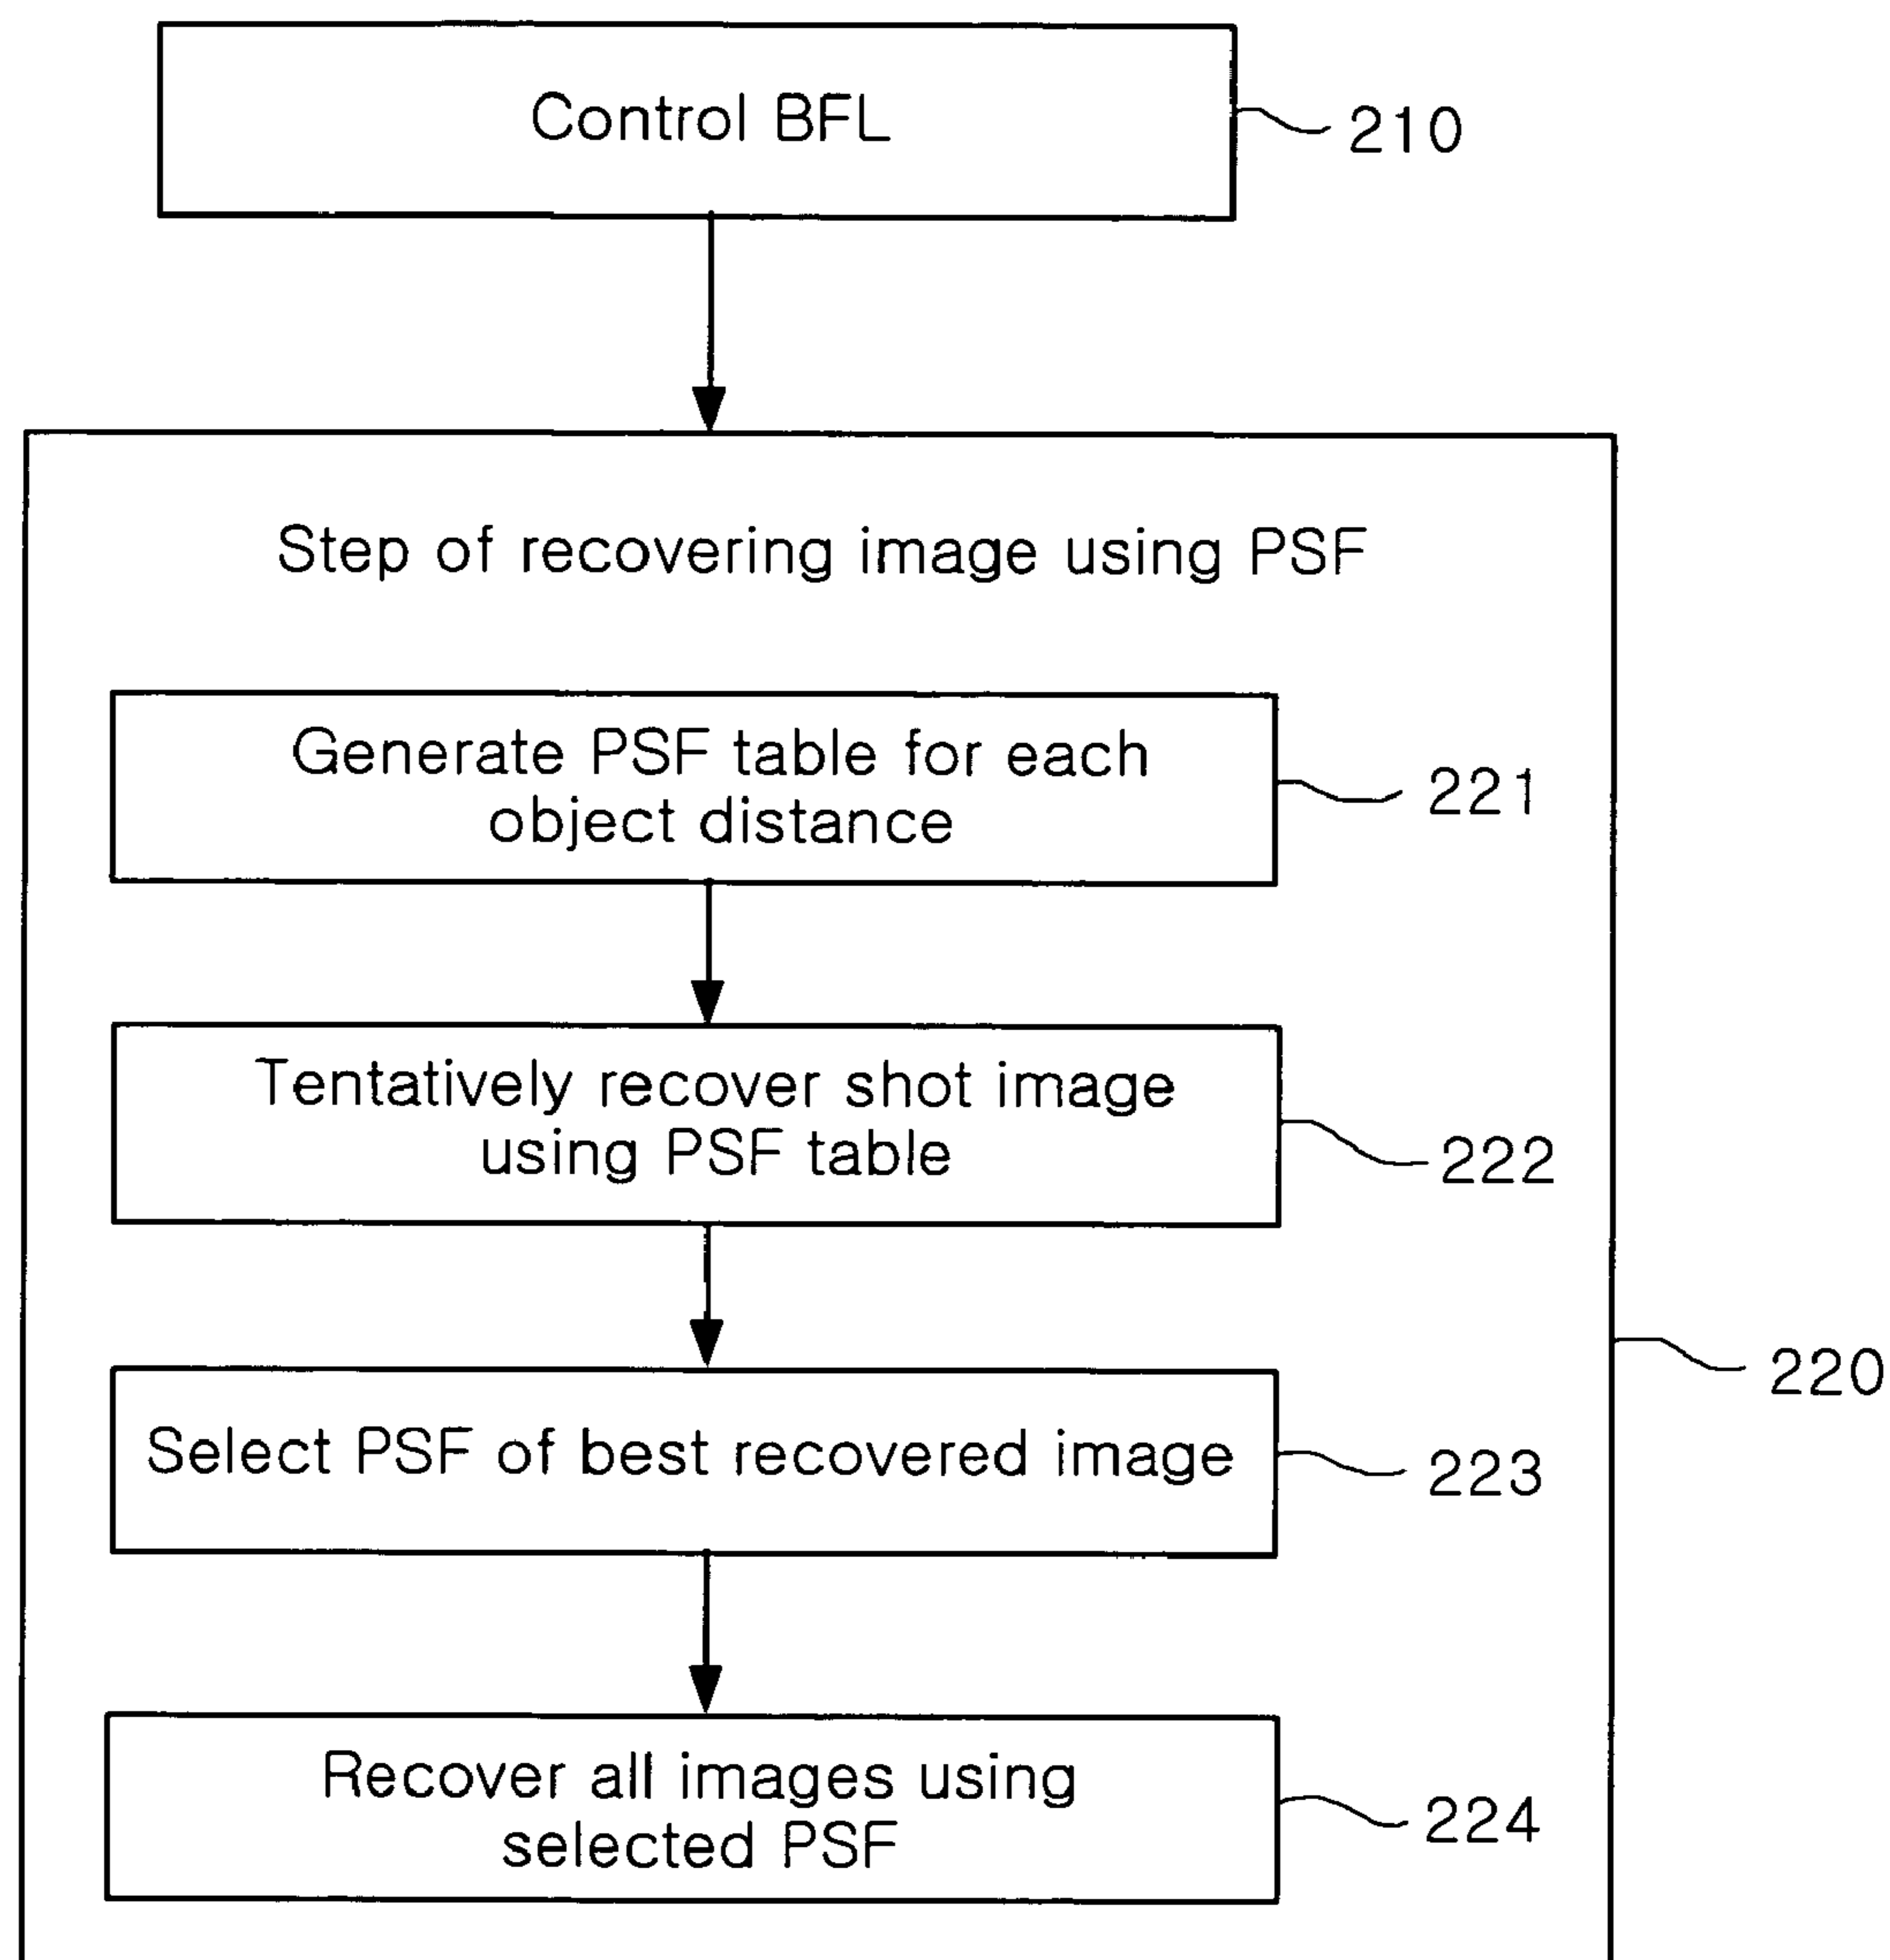 Control BFL
210
Step of recovering image using PSF
Generate PSF table for each
object distance
221
Tentatively recover shot image
using PSF table
222
220
Select PSF of best recovered image
223
Recover all images using
selected PSF
224